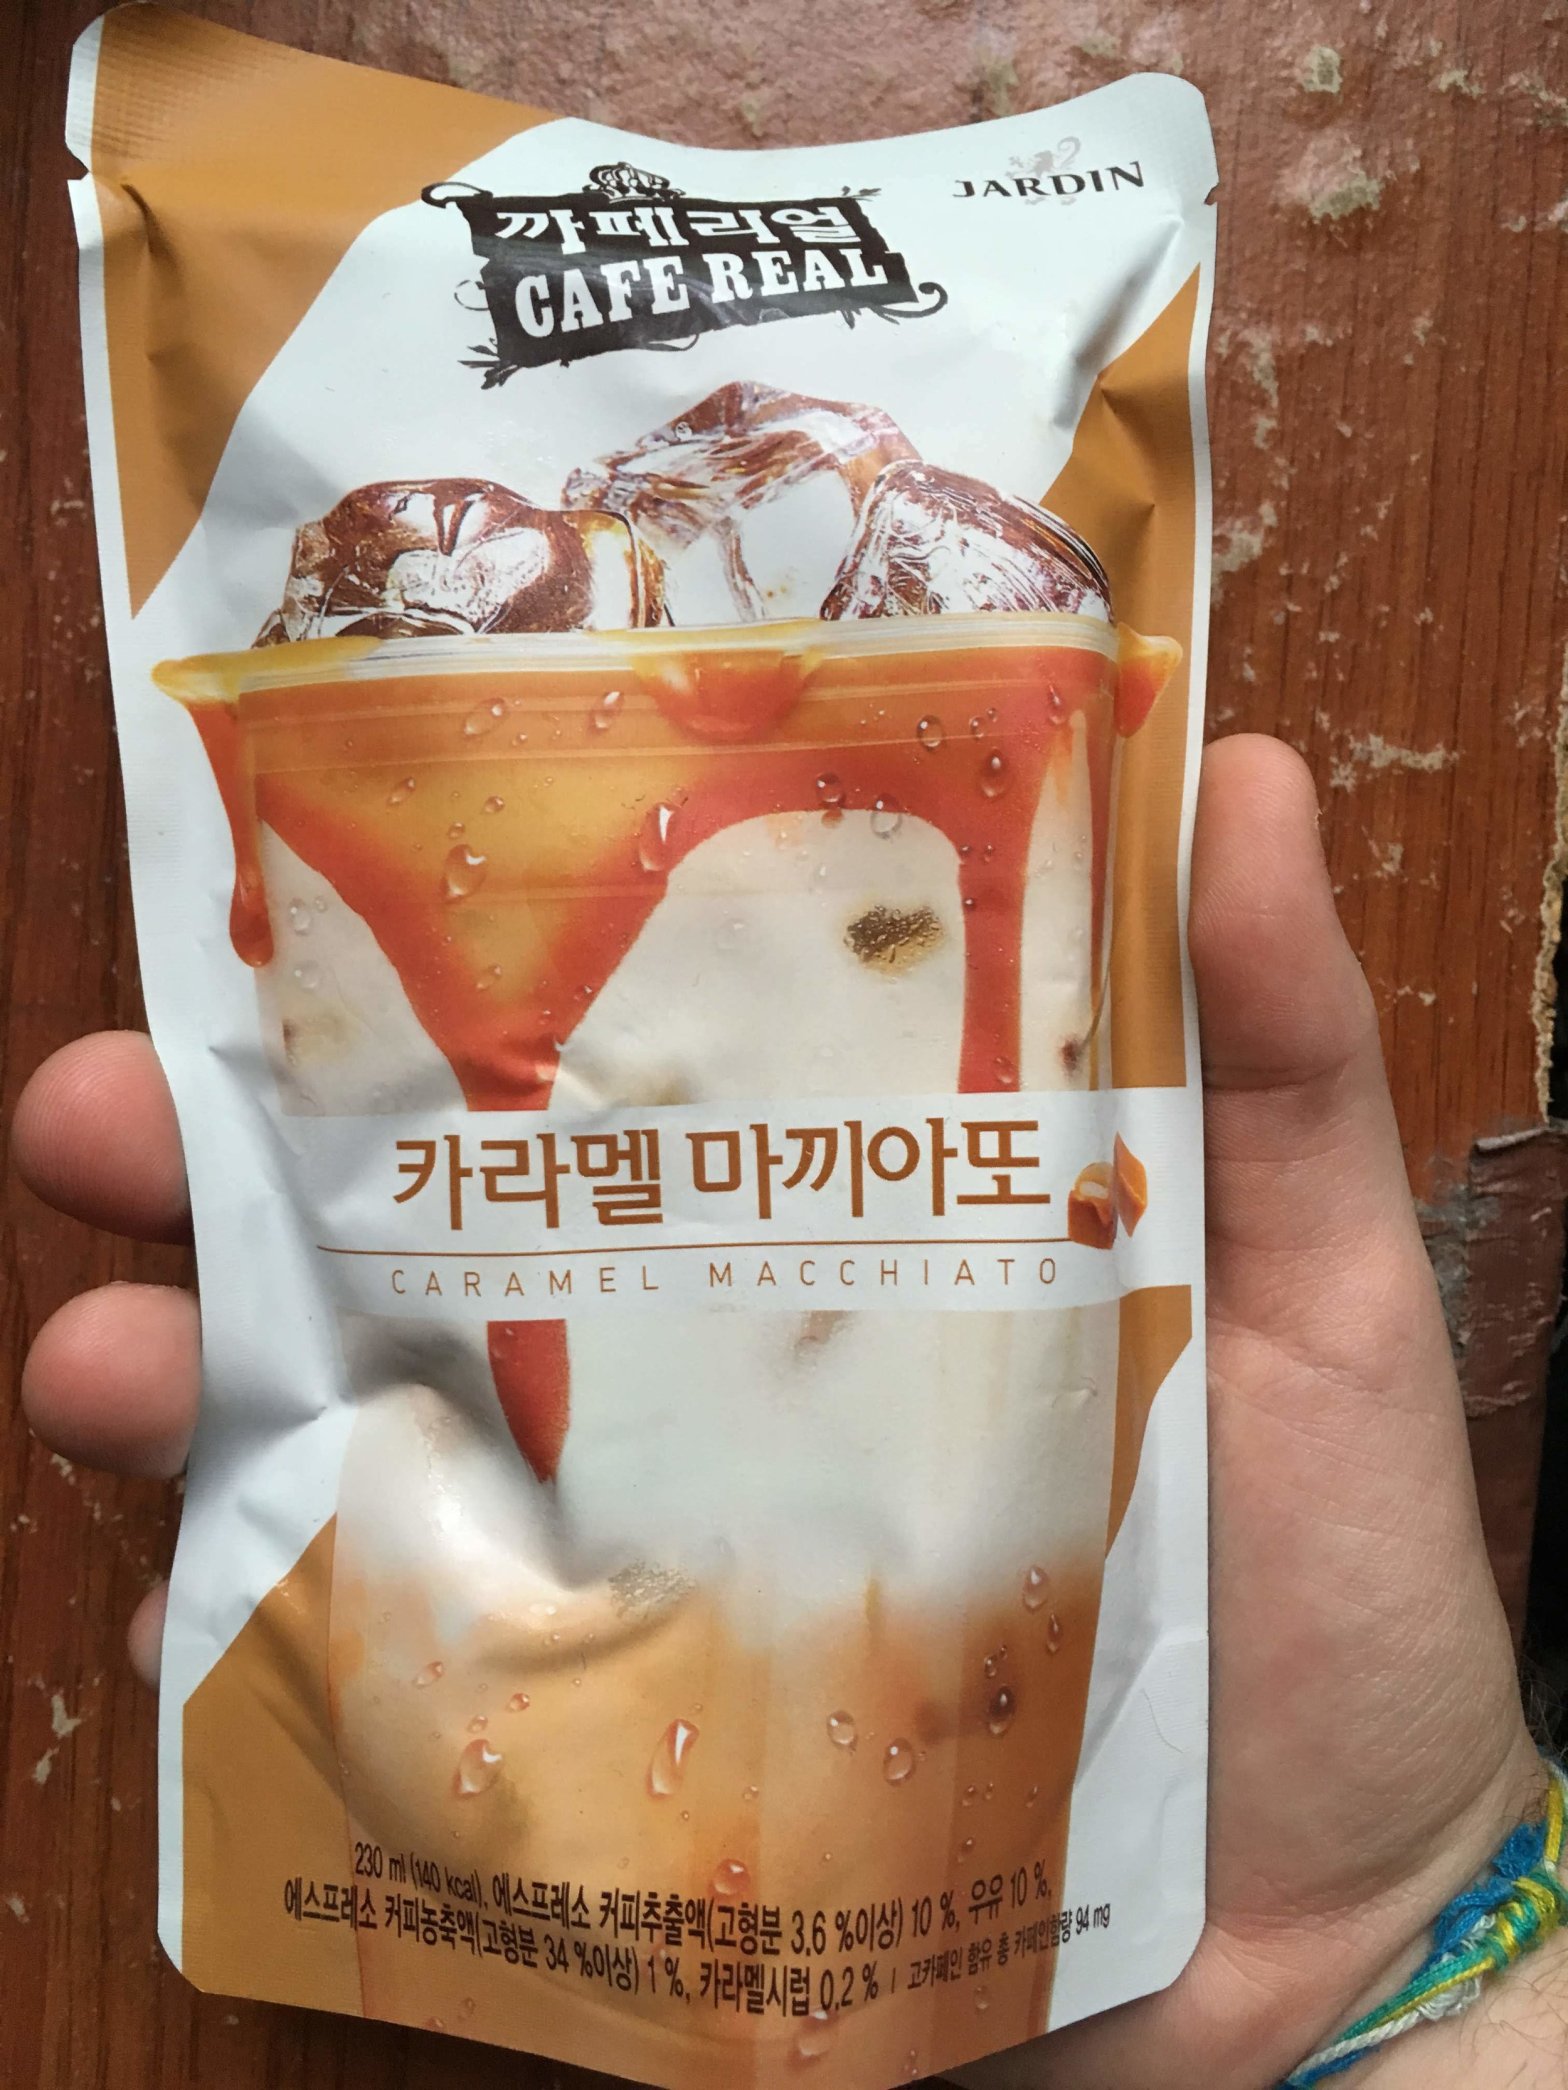 까페리얼
CAFE REAL
JARDIN
카라멜 마끼아또
CARAMEL MACCHIATO
230 ml (140 kcal), 에스프레소 커피추출액(고형분 3.6 %이상) 10 %, 우유 10 %,
에스프레소 커피농축액(고형분 34 %이상) 1 %, 카라멜시럽 0.2 % | 고카페인 함유 총 카페인함량 94 mg